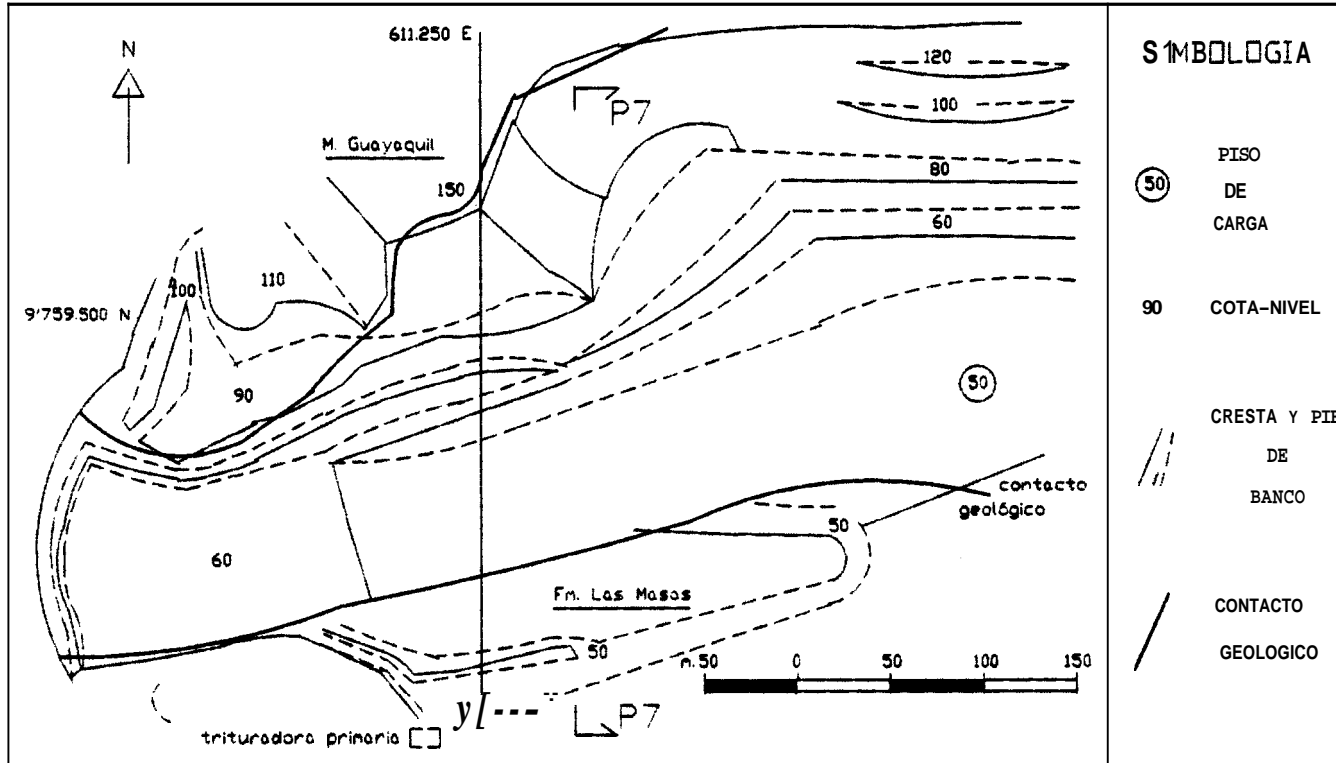 611.250 E
N
P7
M. Guayaquil
150
120
100
80
60
100
110
9'759.500 N
90
50
contacto
geológico
50
60
Fm. Las Masas
50
m.50 0 50 100 150
P7
trituradora primaria
SIMBOLOGIA
50
PISO
DE
CARGA
90 COTA-NIVEL
CRESTA Y PIE
DE
BANCO
CONTACTO
GEOLOGICO